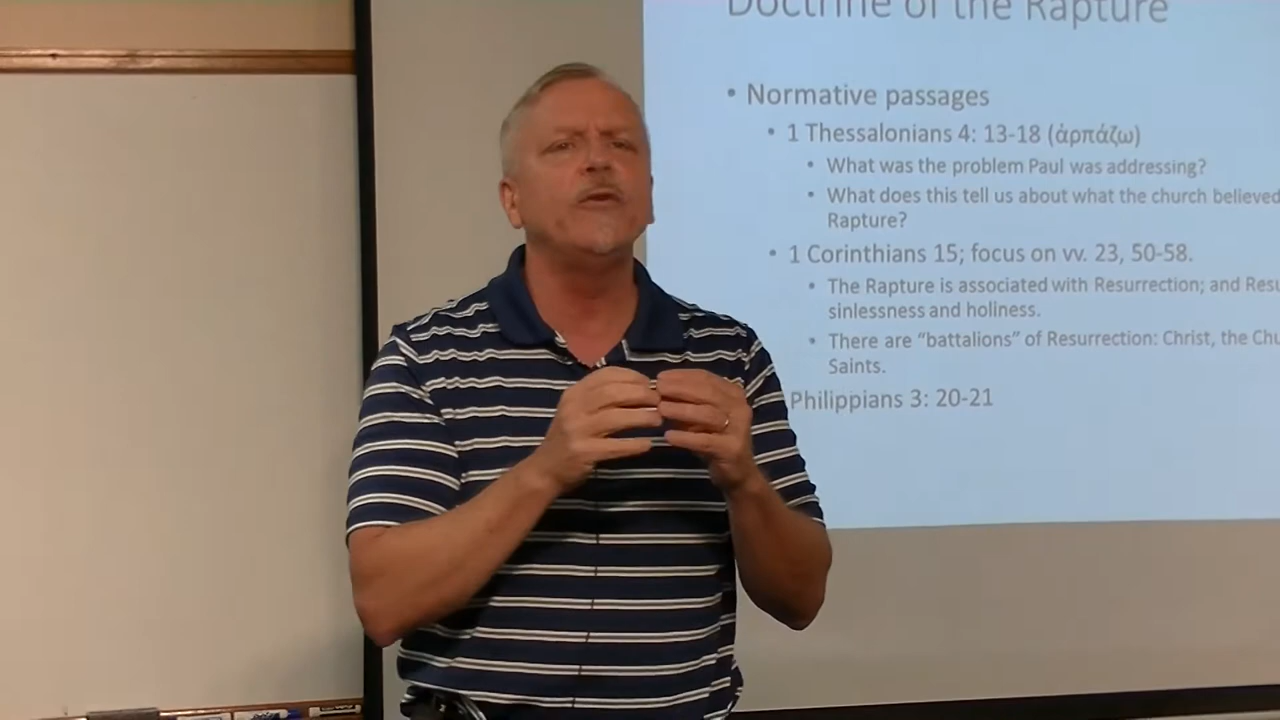 Doctrine of the Rapture
• Normative passages
• 1 Thessalonians 4: 13-18 (ἁρπάζω)
• What was the problem Paul was addressing?
• What does this tell us about what the church believed
Rapture?
• 1 Corinthians 15; focus on vv. 23, 50-58.
• The Rapture is associated with Resurrection; and
sinlessness and holiness.
• There are “battalions” of Resurrection: Christ, the
Saints.
Philippians 3: 20-21